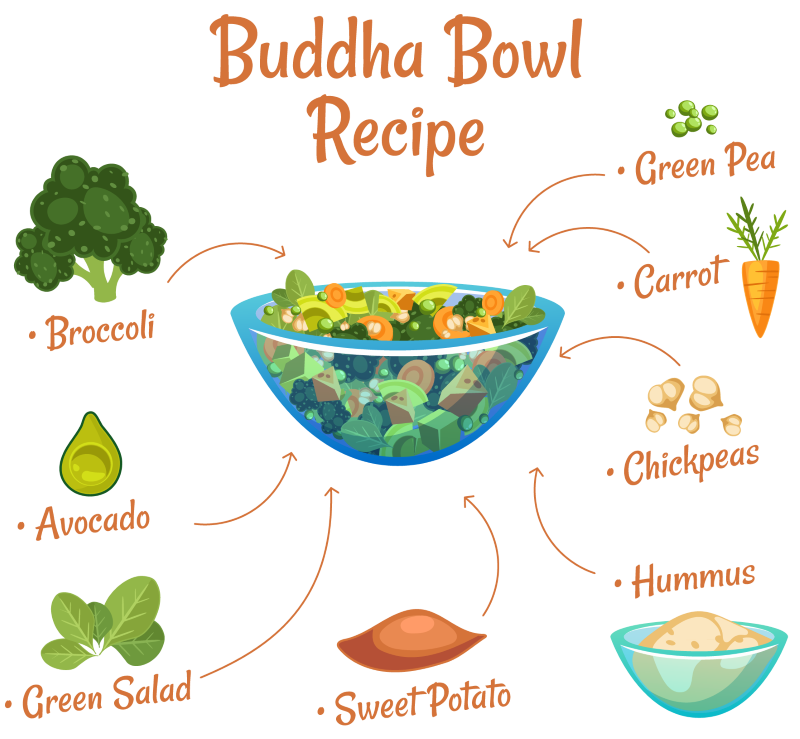 Buddha Bowl
Recipe
• Green Pea
• Carrot
• Broccoli
• Chickpeas
• Avocado
• Hummus
• Green Salad
• Sweet Potato